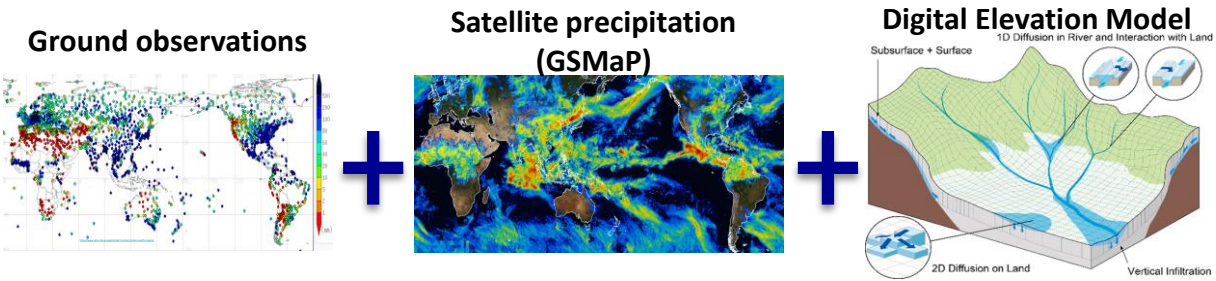 Ground observations
Satellite precipitation
(GSMaP)
Digital Elevation Model
1D Diffusion in River and Interaction with Land
Subsurface + Surface
2D Diffusion on Land
Vertical Infiltration